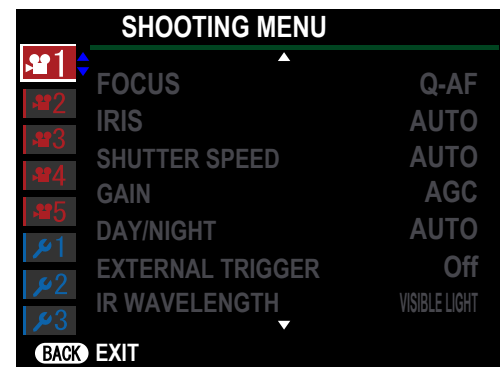 SHOOTING MENU
1
2
3
4
5
1
2
3
FOCUS Q-AF
IRIS AUTO
SHUTTER SPEED AUTO
GAIN AGC
DAY/NIGHT AUTO
EXTERNAL TRIGGER Off
IR WAVELENGTH VISIBLE LIGHT
BACK EXIT